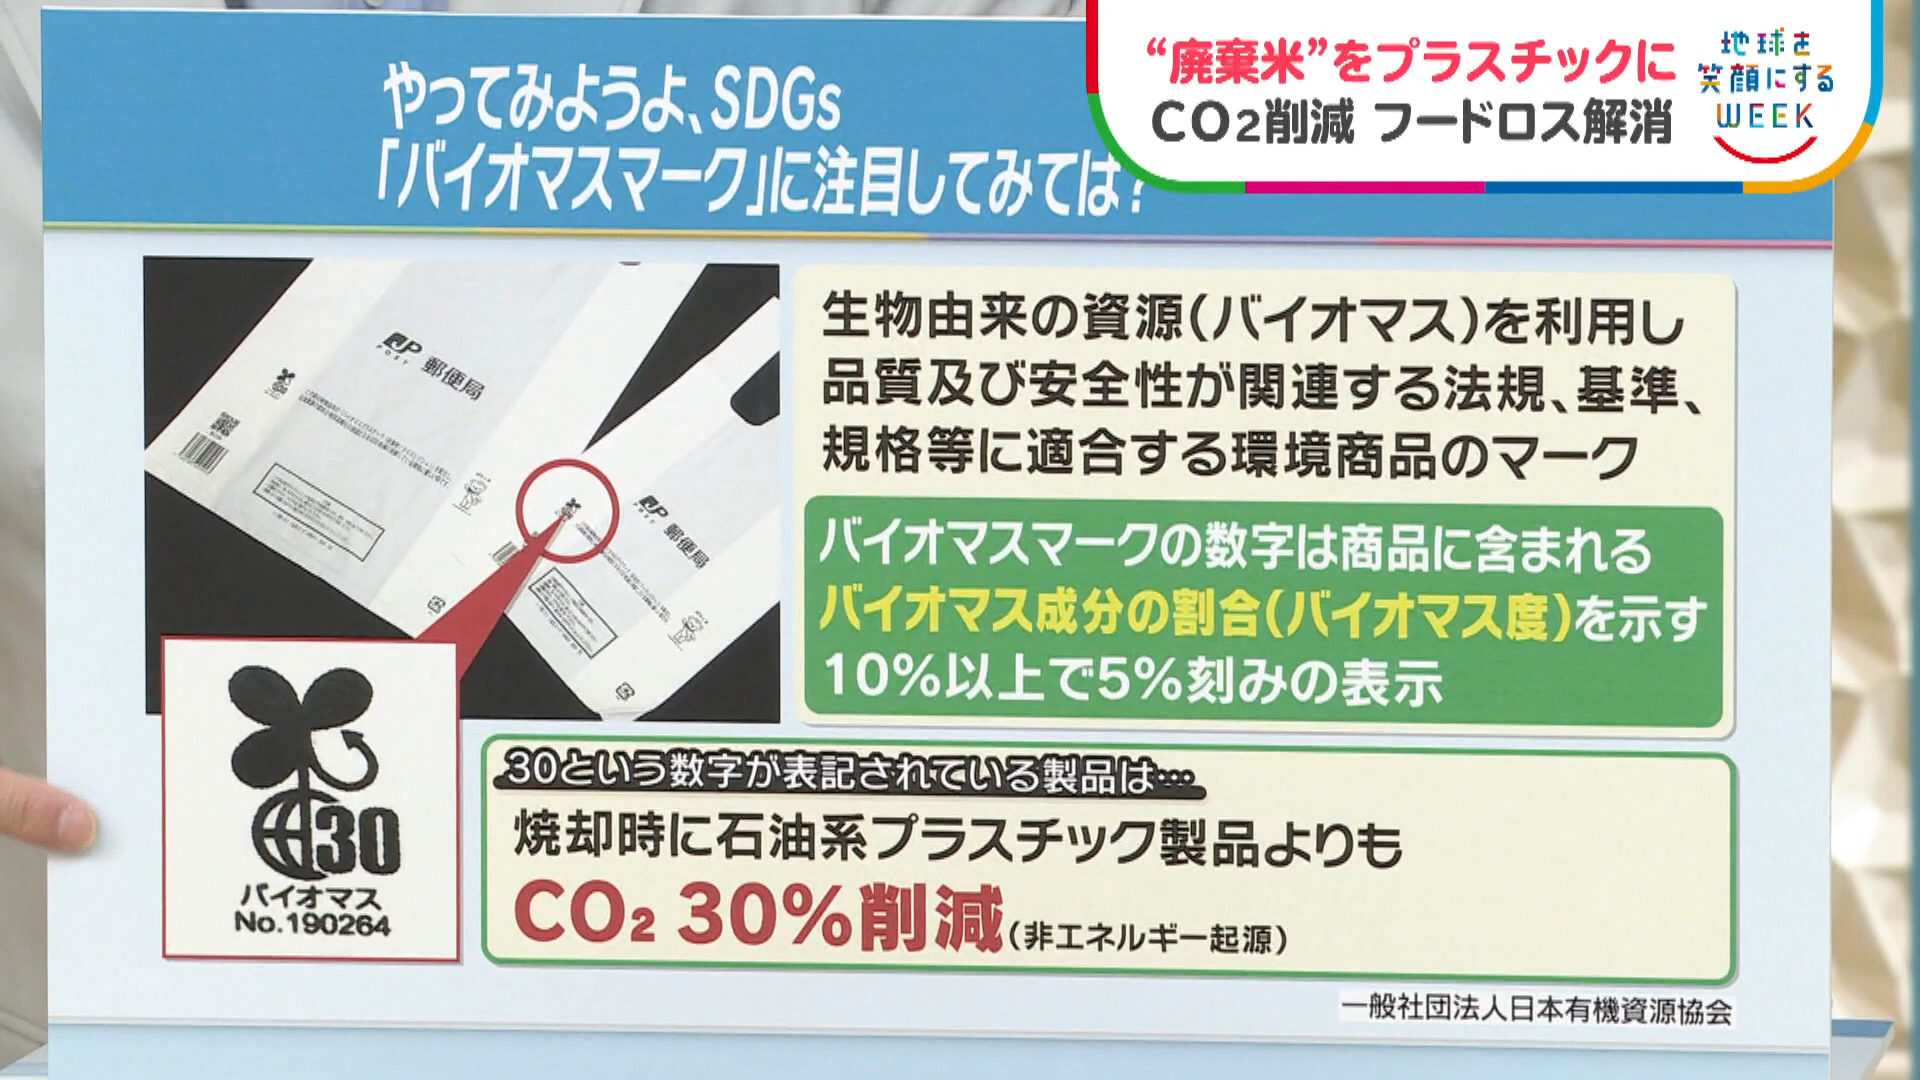 “廃棄米”をプラスチックに
CO2削減 フードロス解消
地球を
笑顔にする
WEEK
やってみようよ、SDGs
「バイオマスマーク」に注目してみては？
生物由来の資源(バイオマス)を利用し
品質及び安全性が関連する法規、基準、
規格等に適合する環境商品のマーク
バイオマスマークの数字は商品に含まれる
バイオマス成分の割合(バイオマス度)を示す
10%以上で5%刻みの表示
JP 郵便局
POST
JP 郵便局
POST
30
バイオマス
No.190264
30という数字が表記されている製品は…
焼却時に石油系プラスチック製品よりも
CO2 30%削減(非エネルギー起源)
一般社団法人日本有機資源協会